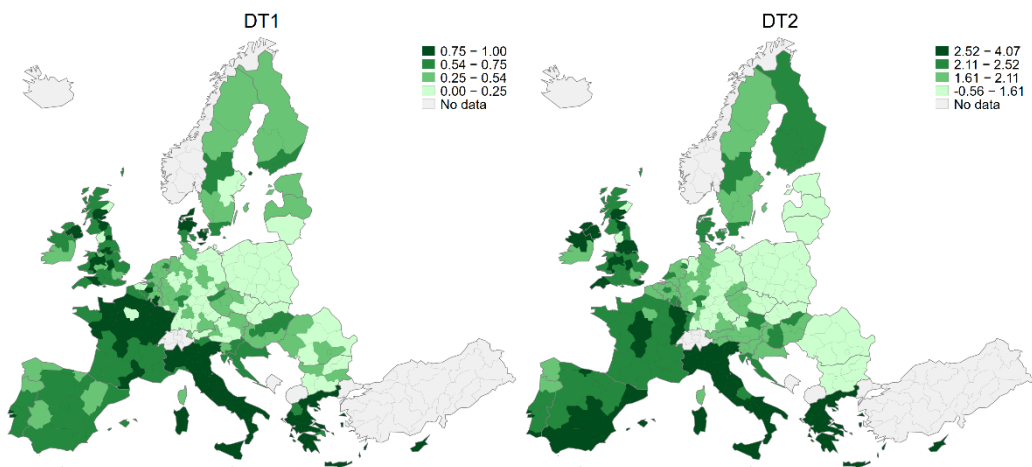 DT1
0.75 – 1.00
0.54 – 0.75
0.25 – 0.54
0.00 – 0.25
No data
DT2
2.52 – 4.07
2.11 – 2.52
1.61 – 2.11
-0.56 – 1.61
No data